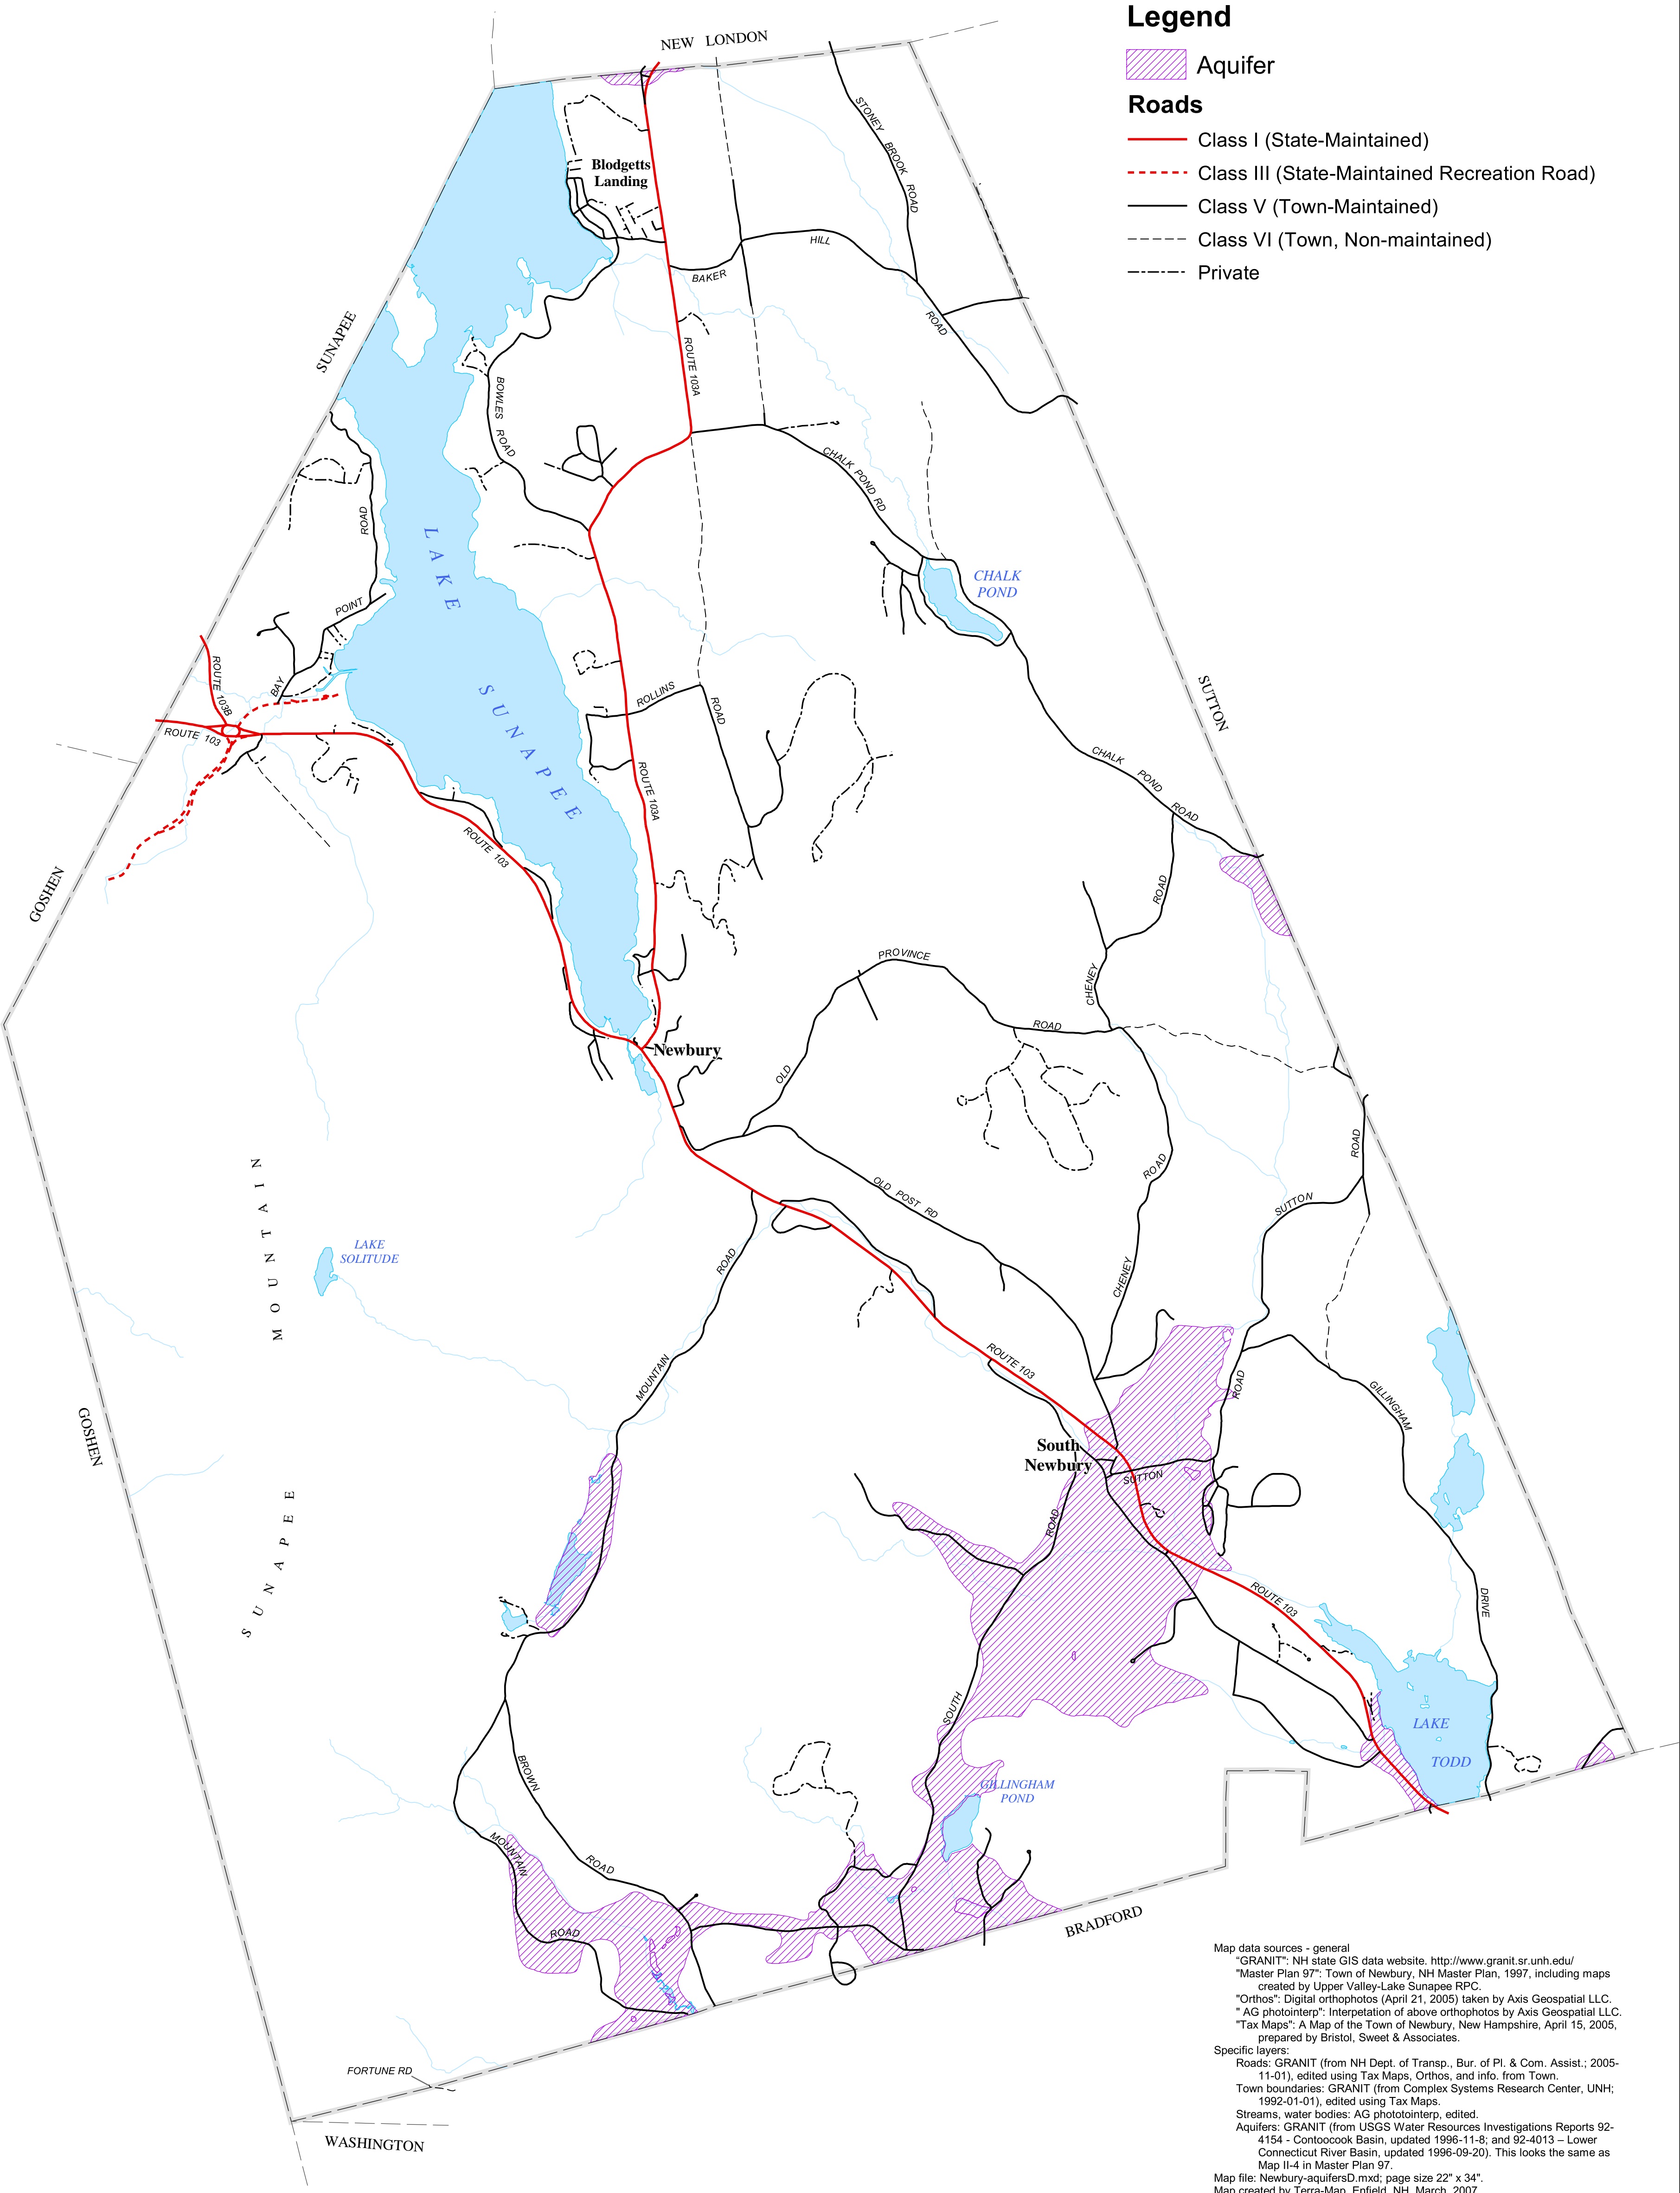 Legend
Aquifer
Roads
Class I (State-Maintained)
Class III (State-Maintained Recreation Road)
Class V (Town-Maintained)
Class VI (Town, Non-maintained)
Private
NEW LONDON
Blodgetts
Landing
STONEY BROOK ROAD
HILL
BAKER
ROAD
SUNAPEE
ROUTE 103A
BOWLES ROAD
CHALK POND RD
ROAD
LAKE
CHALK
POND
POINT
BAY
ROUTE 103B
ROUTE 103
SUNAPEE
ROLLINS
ROAD
SUTTON
CHALK POND
ROAD
ROUTE 103A
ROUTE 103
GOSHEN
ROAD
PROVINCE
CHENEY
ROAD
Newbury
OLD
ROAD
ROAD
SUTTON
OLD POST RD
MOUNTAIN
LAKE
SOLITUDE
ROAD
CHENEY
ROUTE 103
MOUNTAIN
ROAD
GILLINGHAM
GOSHEN
South
Newbury
SUTTON
ROAD
SUNAPEE
ROUTE 103
DRIVE
SOUTH
LAKE
TODD
BROWN
GILLINGHAM
POND
MOUNTAIN
ROAD
ROAD
BRADFORD
FORTUNE RD
WASHINGTON
Map data sources - general
"GRANIT": NH state GIS data website. http://www.granit.sr.unh.edu/
"Master Plan 97": Town of Newbury, NH Master Plan, 1997, including maps
created by Upper Valley-Lake Sunapee RPC.
"Orthos": Digital orthophotos (April 21, 2005) taken by Axis Geospatial LLC.
" AG photointerp": Interpetation of above orthophotos by Axis Geospatial LLC.
"Tax Maps": A Map of the Town of Newbury, New Hampshire, April 15, 2005,
prepared by Bristol, Sweet & Associates.
Specific layers:
Roads: GRANIT (from NH Dept. of Transp., Bur. of Pl. & Com. Assist.; 2005-
11-01), edited using Tax Maps, Orthos, and info. from Town.
Town boundaries: GRANIT (from Complex Systems Research Center, UNH;
1992-01-01), edited using Tax Maps.
Streams, water bodies: AG phototointerp, edited.
Aquifers: GRANIT (from USGS Water Resources Investigations Reports 92-
4154 - Contoocook Basin, updated 1996-11-8; and 92-4013 – Lower
Connecticut River Basin, updated 1996-09-20). This looks the same as
Map II-4 in Master Plan 97.
Map file: Newbury-aquifersD.mxd; page size 22" x 34".
Map created by Terra-Map, Enfield, NH, March, 2007